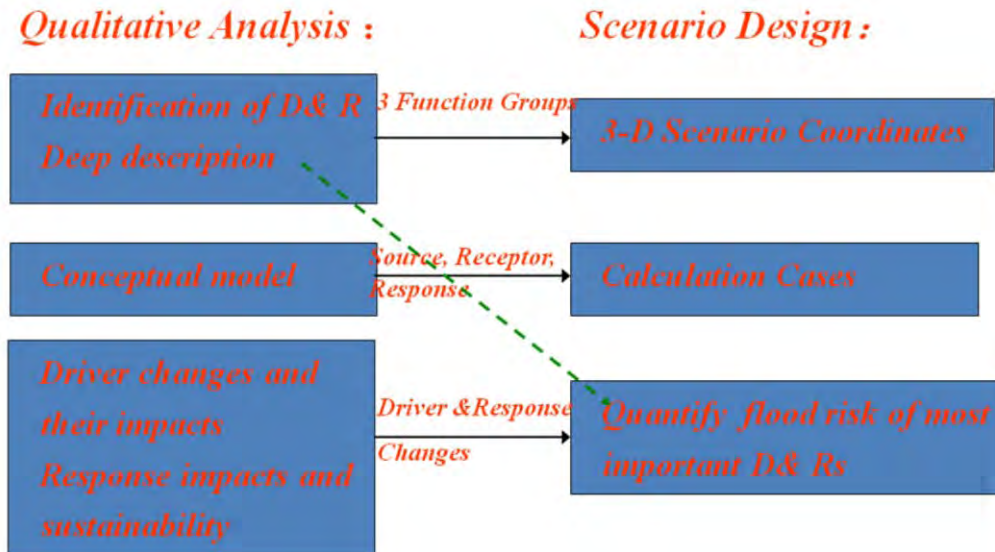 Qualitative Analysis :
Scenario Design :
Identification of D& R
Deep description
3 Function Groups
3-D Scenario Coordinates
Conceptual model
Source, Receptor,
Response
Calculation Cases
Driver changes and
their impacts
Response impacts and
sustainability
Driver &Response
Changes
Quantify flood risk of most
important D& Rs